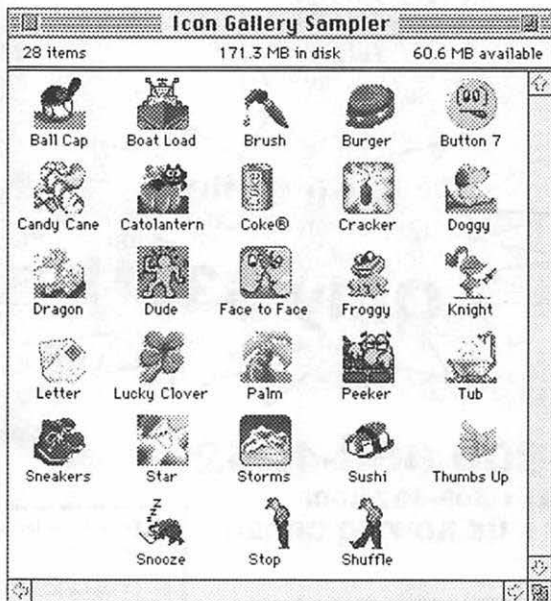 Icon Gallery Sampler
28 items 171.3 MB in disk 60.6 MB available
Ball Cap Boat Load Brush Burger Button 7
Candy Cane Catolantern Coke® Cracker Doggy
Dragon Dude Face to Face Froggy Knight
Letter Lucky Clover Palm Peeker Tub
Sneakers Star Storms Sushi Thumbs Up
Snooze Stop Shuffle